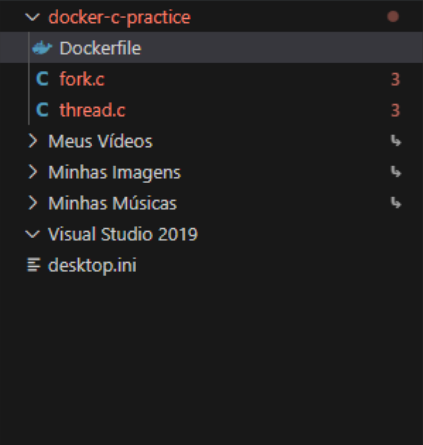 docker-c-practice
Dockerfile
C fork.c 3
C thread.c 3
Meus Vídeos
Minhas Imagens
Minhas Músicas
Visual Studio 2019
desktop.ini